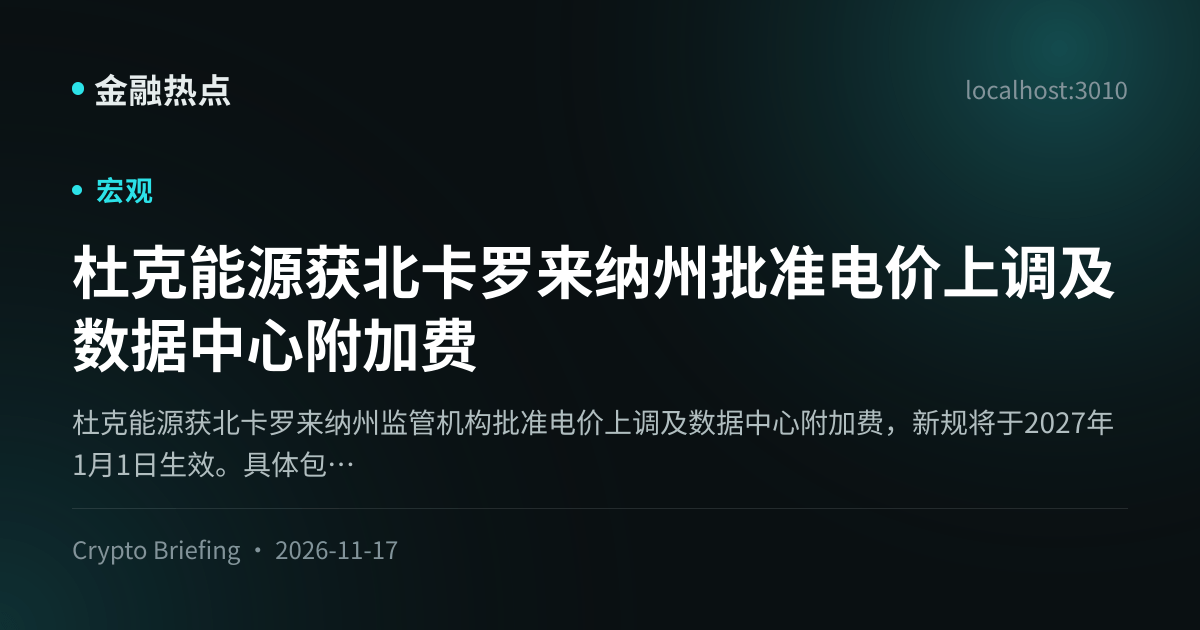 金融热点
localhost:3010
宏观
杜克能源获北卡罗来纳州批准电价上调及
数据中心附加费
杜克能源获北卡罗来纳州监管机构批准电价上调及数据中心附加费，新规将于2027年
1月1日生效。具体包…
Crypto Briefing · 2026-11-17